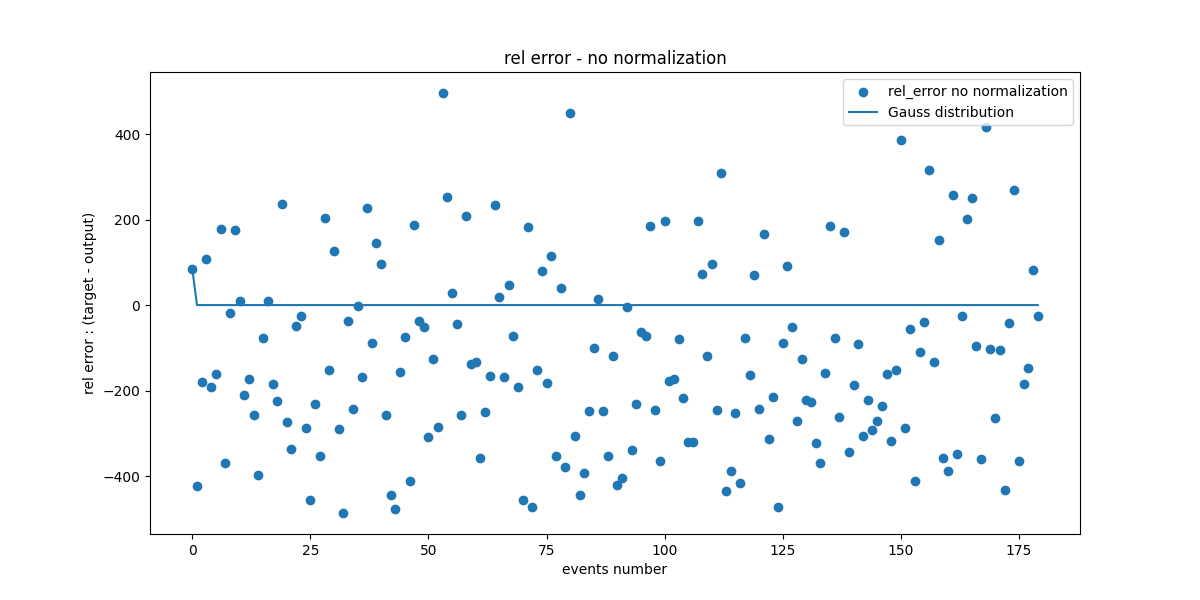 rel error - no normalization
rel_error no normalization
Gauss distribution
rel error : (target - output)
400
200
0
−200
−400
0
25
50
75
100
125
150
175
events number